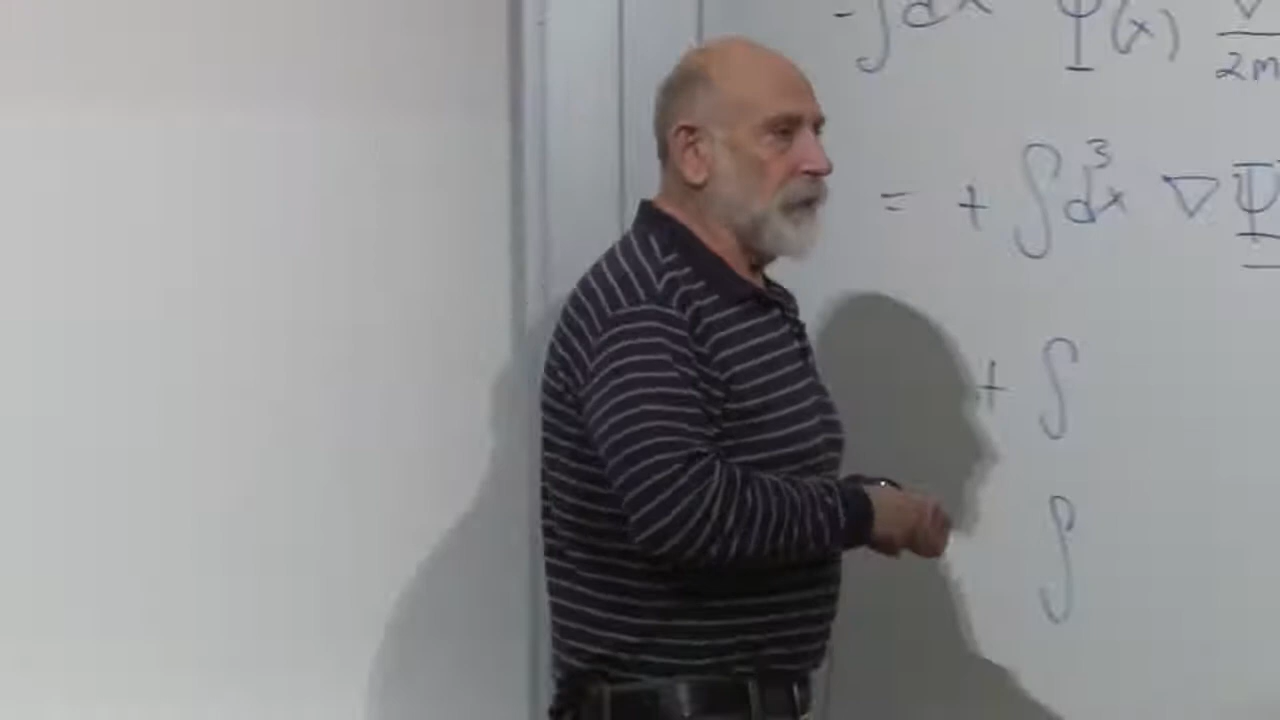 - ∫ dx Ψ(x) ∇ / 2m
= + ∫ d³x ∇ Ψ
+ ∫
∫